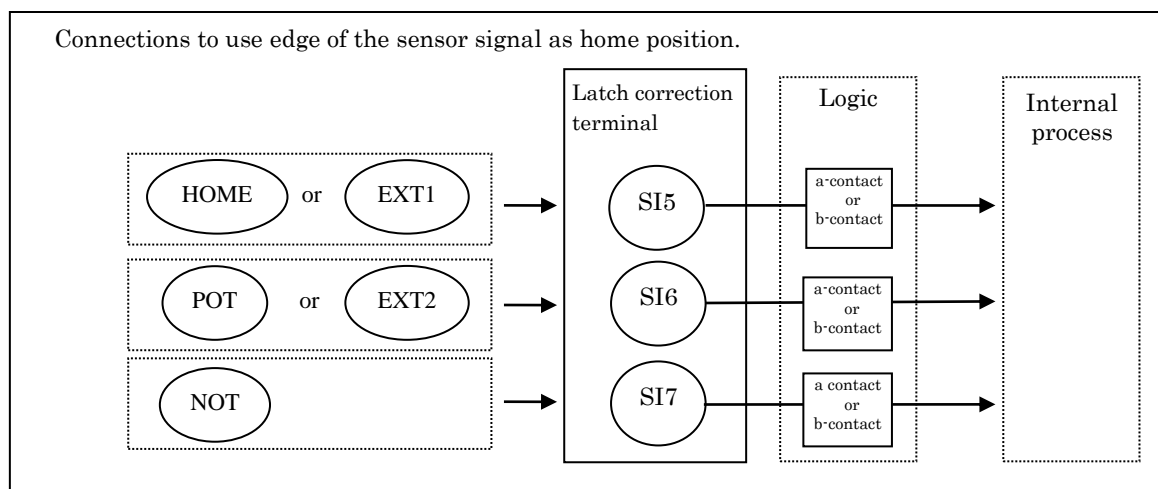 Connections to use edge of the sensor signal as home position.
Latch correction
terminal
Logic
Internal
process
HOME or EXT1
SI5
a-contact
or
b-contact
POT or EXT2
SI6
a-contact
or
b-contact
NOT
SI7
a contact
or
b-contact